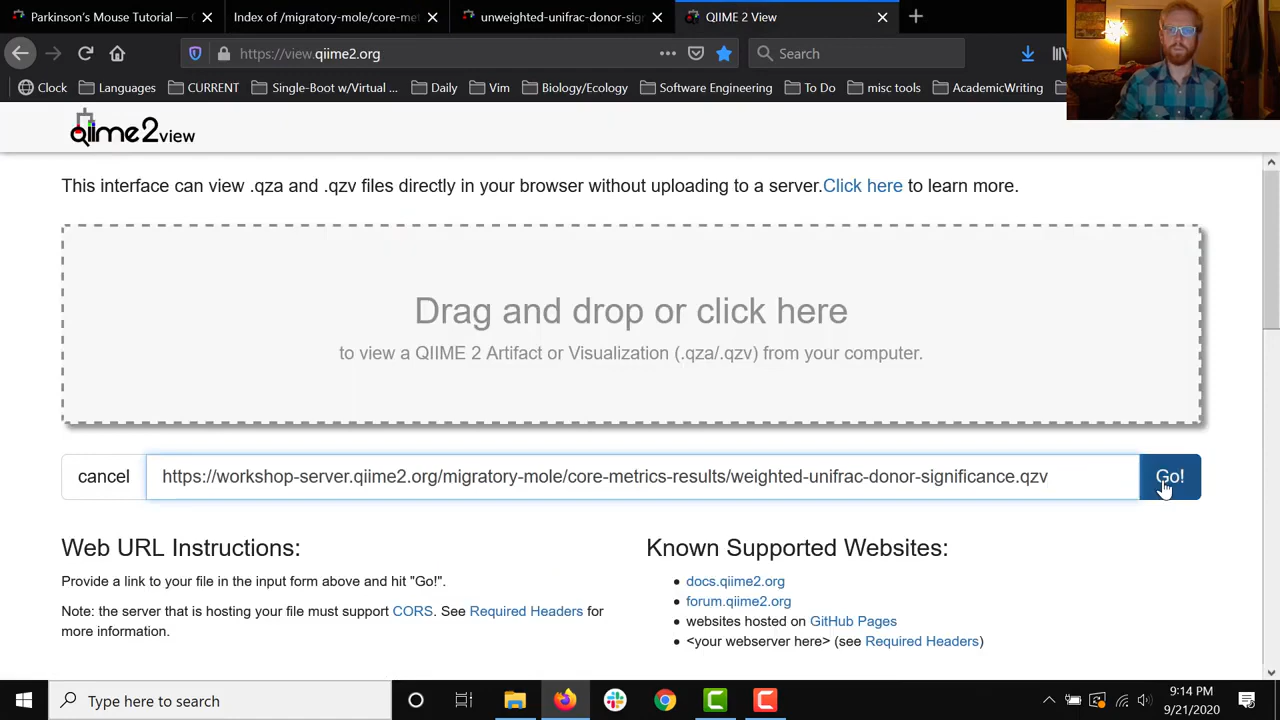 Parkinson's Mouse Tutorial —
Index of /migratory-mole/core-met
unweighted-unifrac-donor-sign
QIIME 2 View
https://view.qiime2.org
Search
Clock
Languages
CURRENT
Single-Boot w/Virtu...
Daily
Vim
Biology/Ecology
Software Engineering
To Do
misc tools
AcademicWriting
qiime2view
This interface can view .qza and .qzv files directly in your browser without uploading to a server.Click here to learn more.
Drag and drop or click here
to view a QIIME 2 Artifact or Visualization (.qza/.qzv) from your computer.
cancel
https://workshop-server.qiime2.org/migratory-mole/core-metrics-results/weighted-unifrac-donor-significance.qzv
Go!
Web URL Instructions:
Provide a link to your file in the input form above and hit "Go!".
Note: the server that is hosting your file must support CORS. See Required Headers for
more information.
Known Supported Websites:
docs.qiime2.org
forum.qiime2.org
websites hosted on GitHub Pages
<your webserver here> (see Required Headers)
Type here to search
9:14 PM
9/21/2020